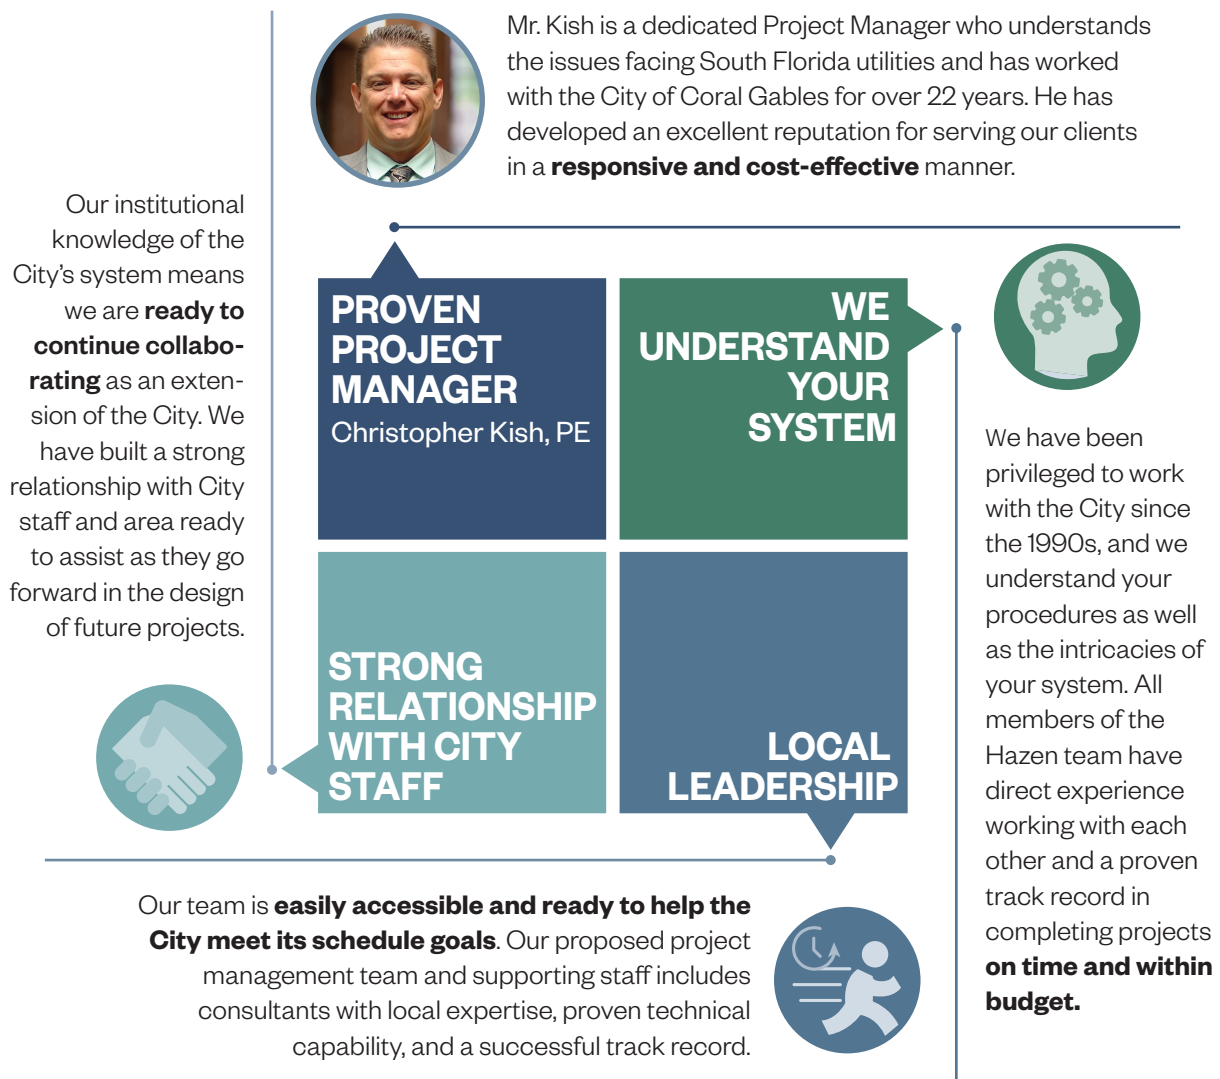 Mr. Kish is a dedicated Project Manager who understands
the issues facing South Florida utilities and has worked
with the City of Coral Gables for over 22 years. He has
developed an excellent reputation for serving our clients
in a responsive and cost-effective manner.
Our institutional
knowledge of the
City’s system means
we are ready to
continue collabo-
rating as an exten-
sion of the City. We
have built a strong
relationship with City
staff and area ready
to assist as they go
forward in the design
of future projects.
PROVEN
PROJECT
MANAGER
Christopher Kish, PE
WE
UNDERSTAND
YOUR
SYSTEM
We have been
privileged to work
with the City since
the 1990s, and we
understand your
procedures as well
as the intricacies of
your system. All
members of the
Hazen team have
direct experience
working with each
other and a proven
track record in
completing projects
on time and within
budget.
STRONG
RELATIONSHIP
WITH CITY
STAFF
LOCAL
LEADERSHIP
Our team is easily accessible and ready to help the
City meet its schedule goals. Our proposed project
management team and supporting staff includes
consultants with local expertise, proven technical
capability, and a successful track record.